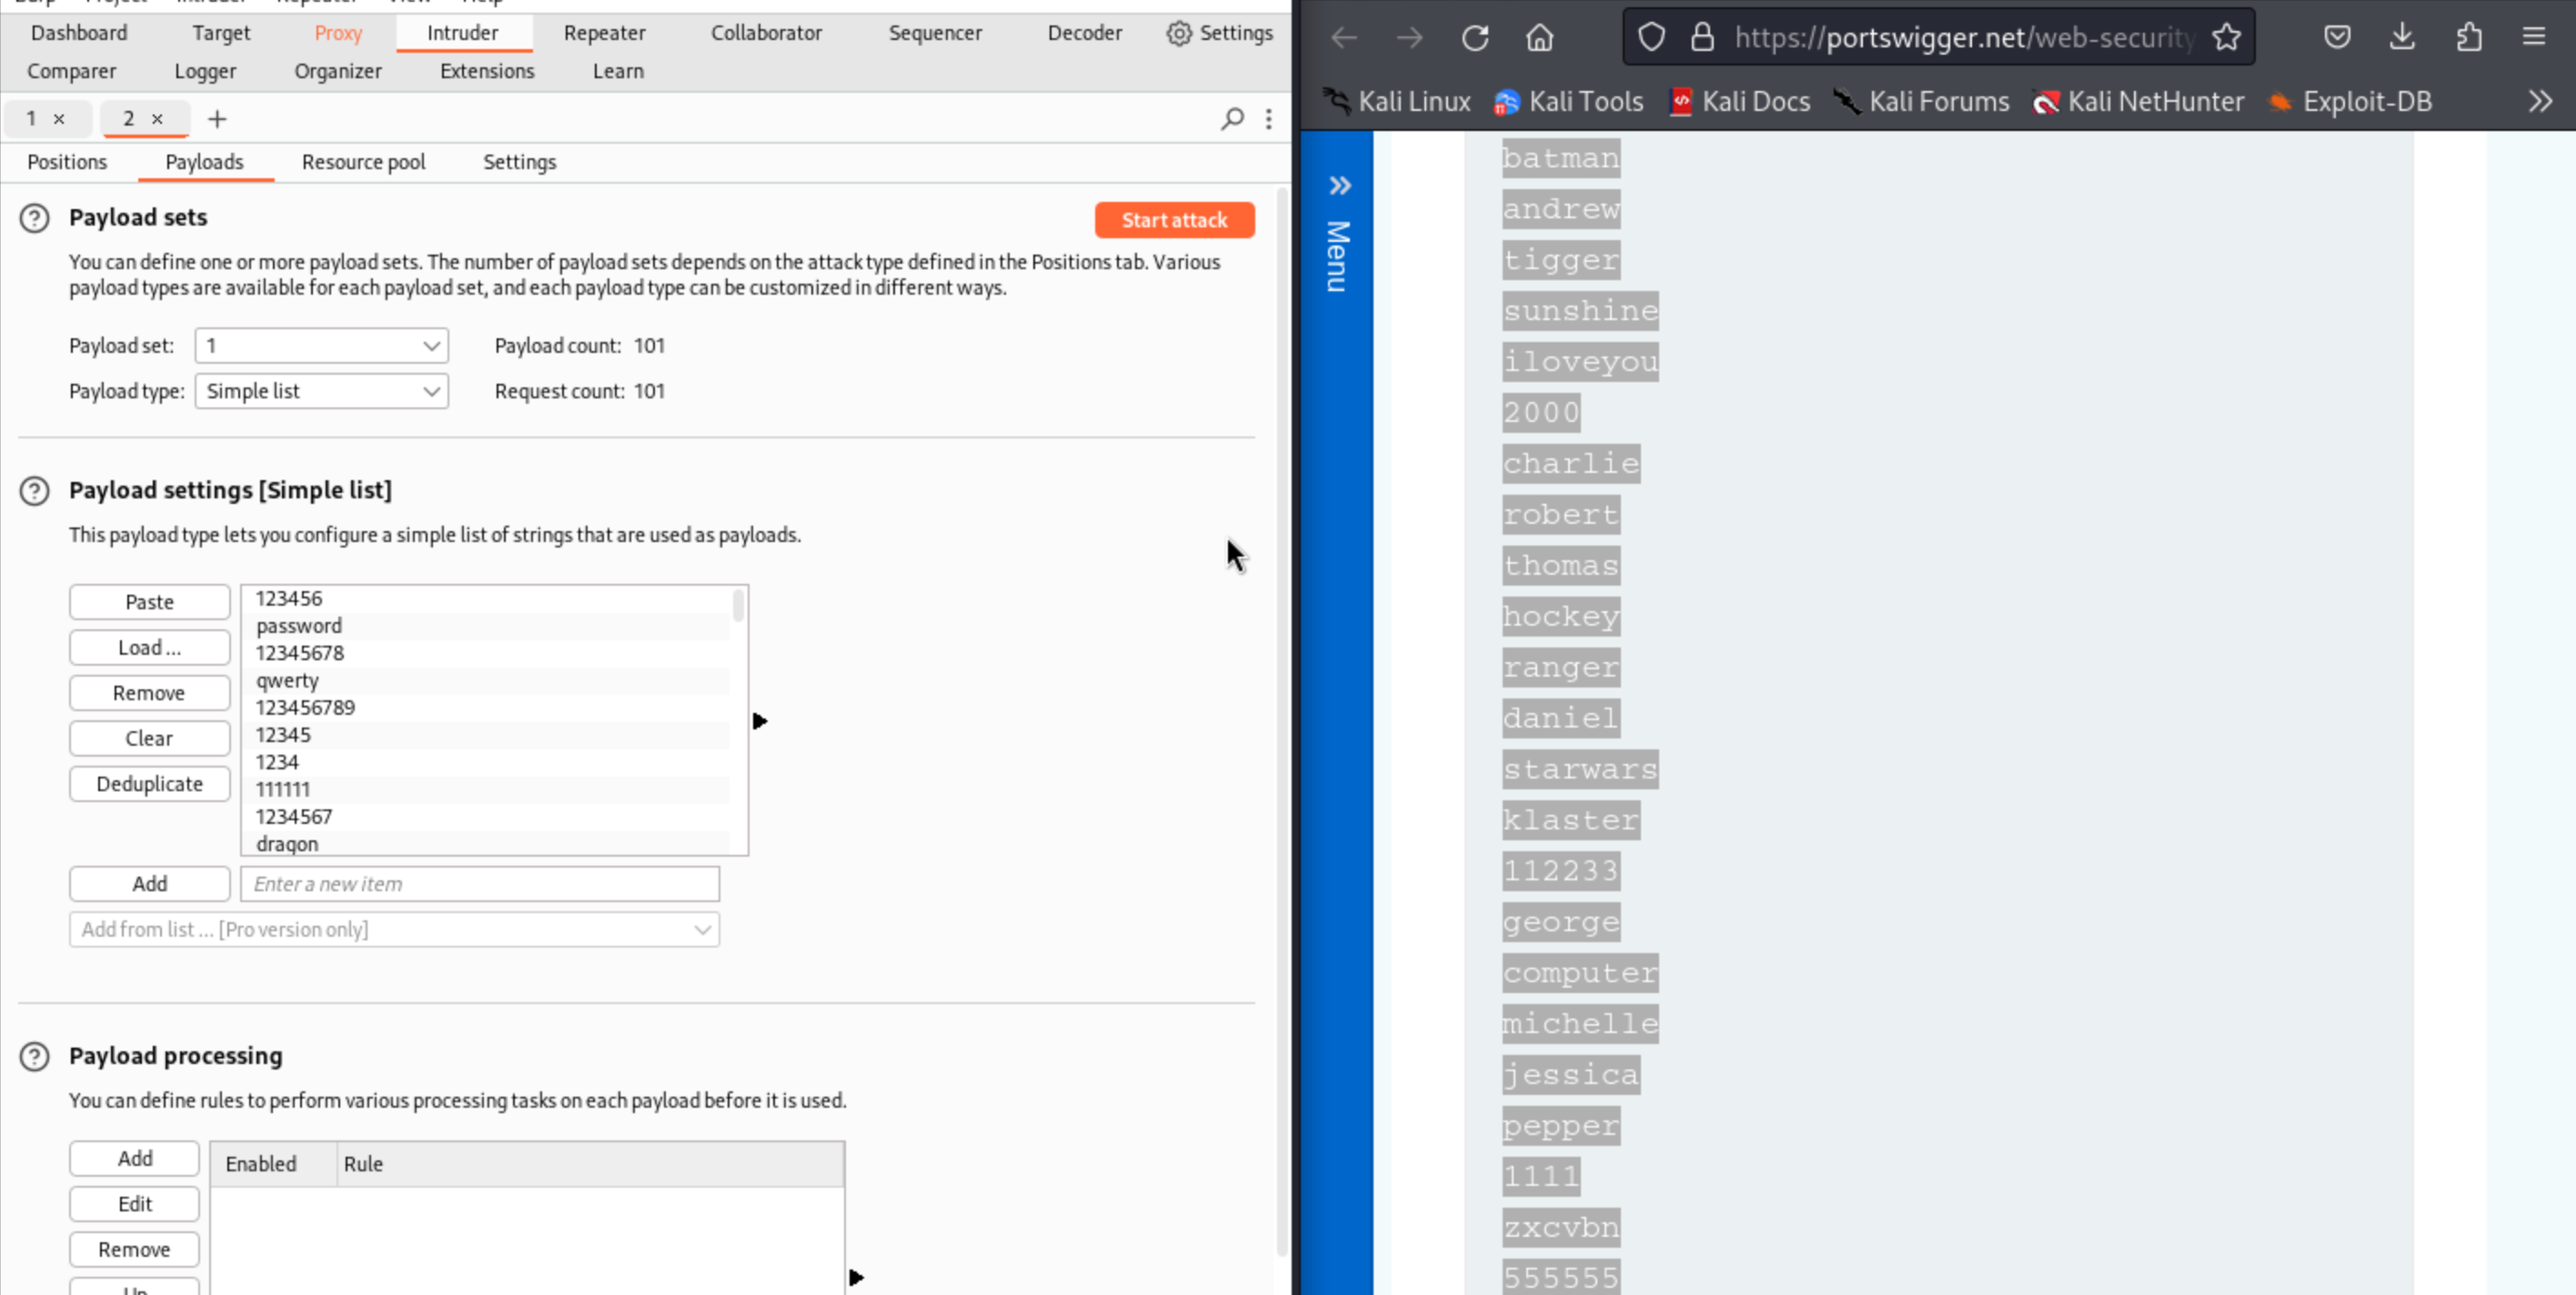 Burp Project Intruder Repeater View Help
Dashboard Target Proxy Intruder Repeater Collaborator Sequencer Decoder Settings
Comparer Logger Organizer Extensions Learn
1 × 2 × +
Positions Payloads Resource pool Settings
Payload sets
Start attack
You can define one or more payload sets. The number of payload sets depends on the attack type defined in the Positions tab. Various
payload types are available for each payload set, and each payload type can be customized in different ways.
Payload set: 1 Payload count: 101
Payload type: Simple list Request count: 101
Payload settings [Simple list]
This payload type lets you configure a simple list of strings that are used as payloads.
Paste
Load ...
Remove
Clear
Deduplicate
123456
password
12345678
qwerty
123456789
12345
1234
111111
1234567
dragon
Add Enter a new item
Add from list ... [Pro version only]
Payload processing
You can define rules to perform various processing tasks on each payload before it is used.
Add
Edit
Remove
Up
Enabled Rule
https://portswigger.net/web-security
Kali Linux Kali Tools Kali Docs Kali Forums Kali NetHunter Exploit-DB
Menu
batman
andrew
tigger
sunshine
iloveyou
2000
charlie
robert
thomas
hockey
ranger
daniel
starwars
klaster
112233
george
computer
michelle
jessica
pepper
1111
zxcvbn
555555